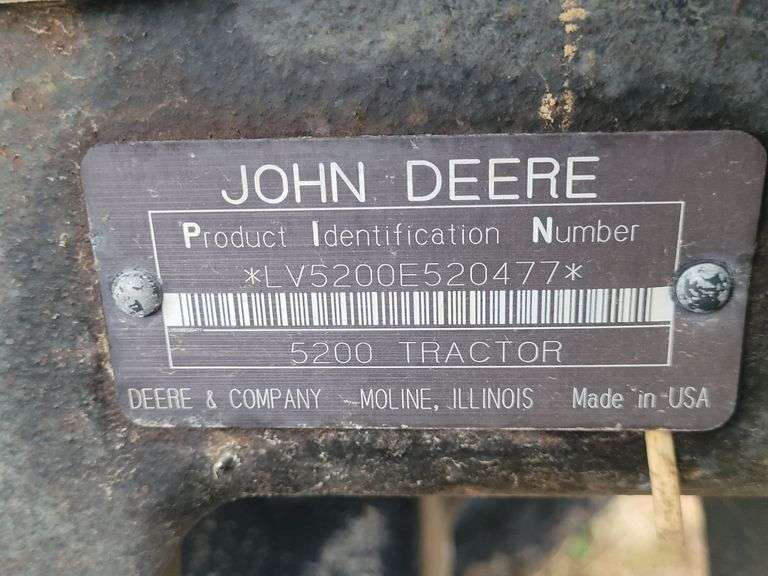 JOHN DEERE
Product Identification Number
*LV5200E520477*
5200 TRACTOR
DEERE & COMPANY MOLINE, ILLINOIS Made in USA